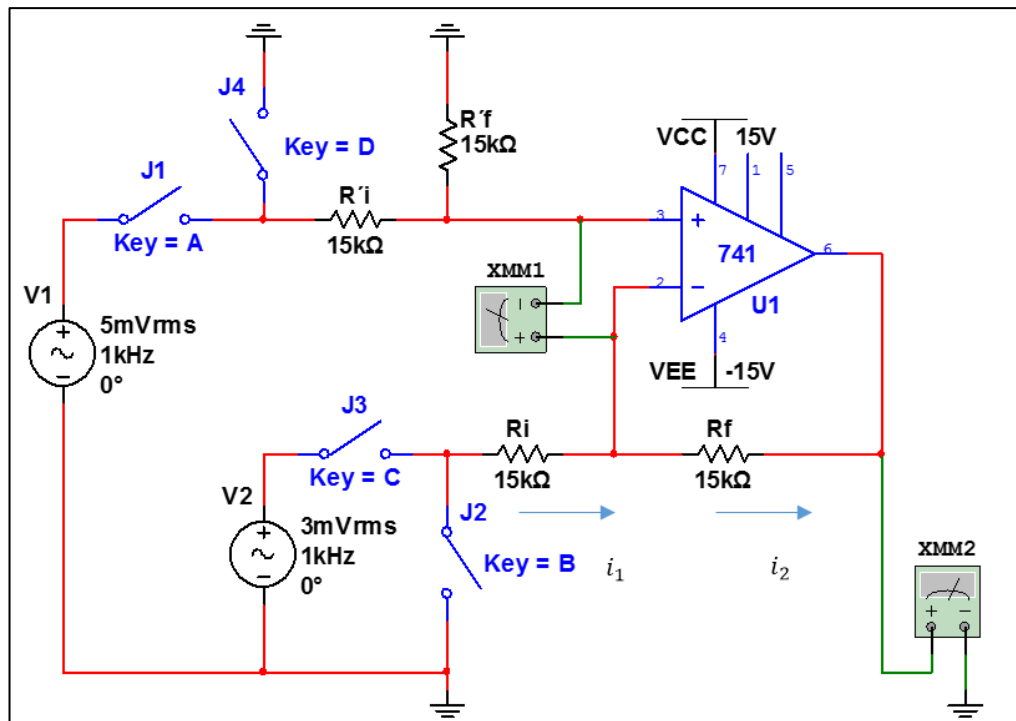 J4
Key = D
R´f
15kΩ
VCC
15V
7
1
5
J1
Key = A
R´i
15kΩ
3
+
741
6
2
−
U1
XMM1
−
+
4
VEE
-15V
V1
+
−
5mVrms
1kHz
0°
J3
Key = C
Ri
15kΩ
Rf
15kΩ
V2
+
−
3mVrms
1kHz
0°
J2
Key = B
i₁
i₂
XMM2
+ −